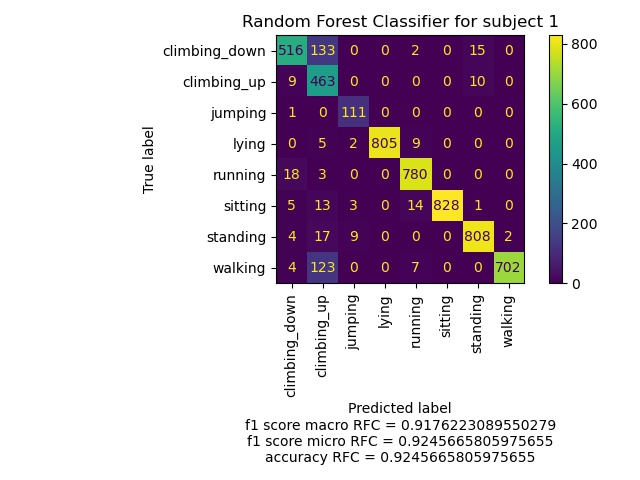 Random Forest Classifier for subject 1
True label
climbing_down 516 133 0 0 2 0 15 0
climbing_up 9 463 0 0 0 0 10 0
jumping 1 0 111 0 0 0 0 0
lying 0 5 2 805 9 0 0 0
running 18 3 0 0 780 0 0 0
sitting 5 13 3 0 14 828 1 0
standing 4 17 9 0 0 0 808 2
walking 4 123 0 0 7 0 0 702
climbing_down
climbing_up
jumping
lying
running
sitting
standing
walking
800
600
400
200
0
Predicted label
f1 score macro RFC = 0.9176223089550279
f1 score micro RFC = 0.9245665805975655
accuracy RFC = 0.9245665805975655